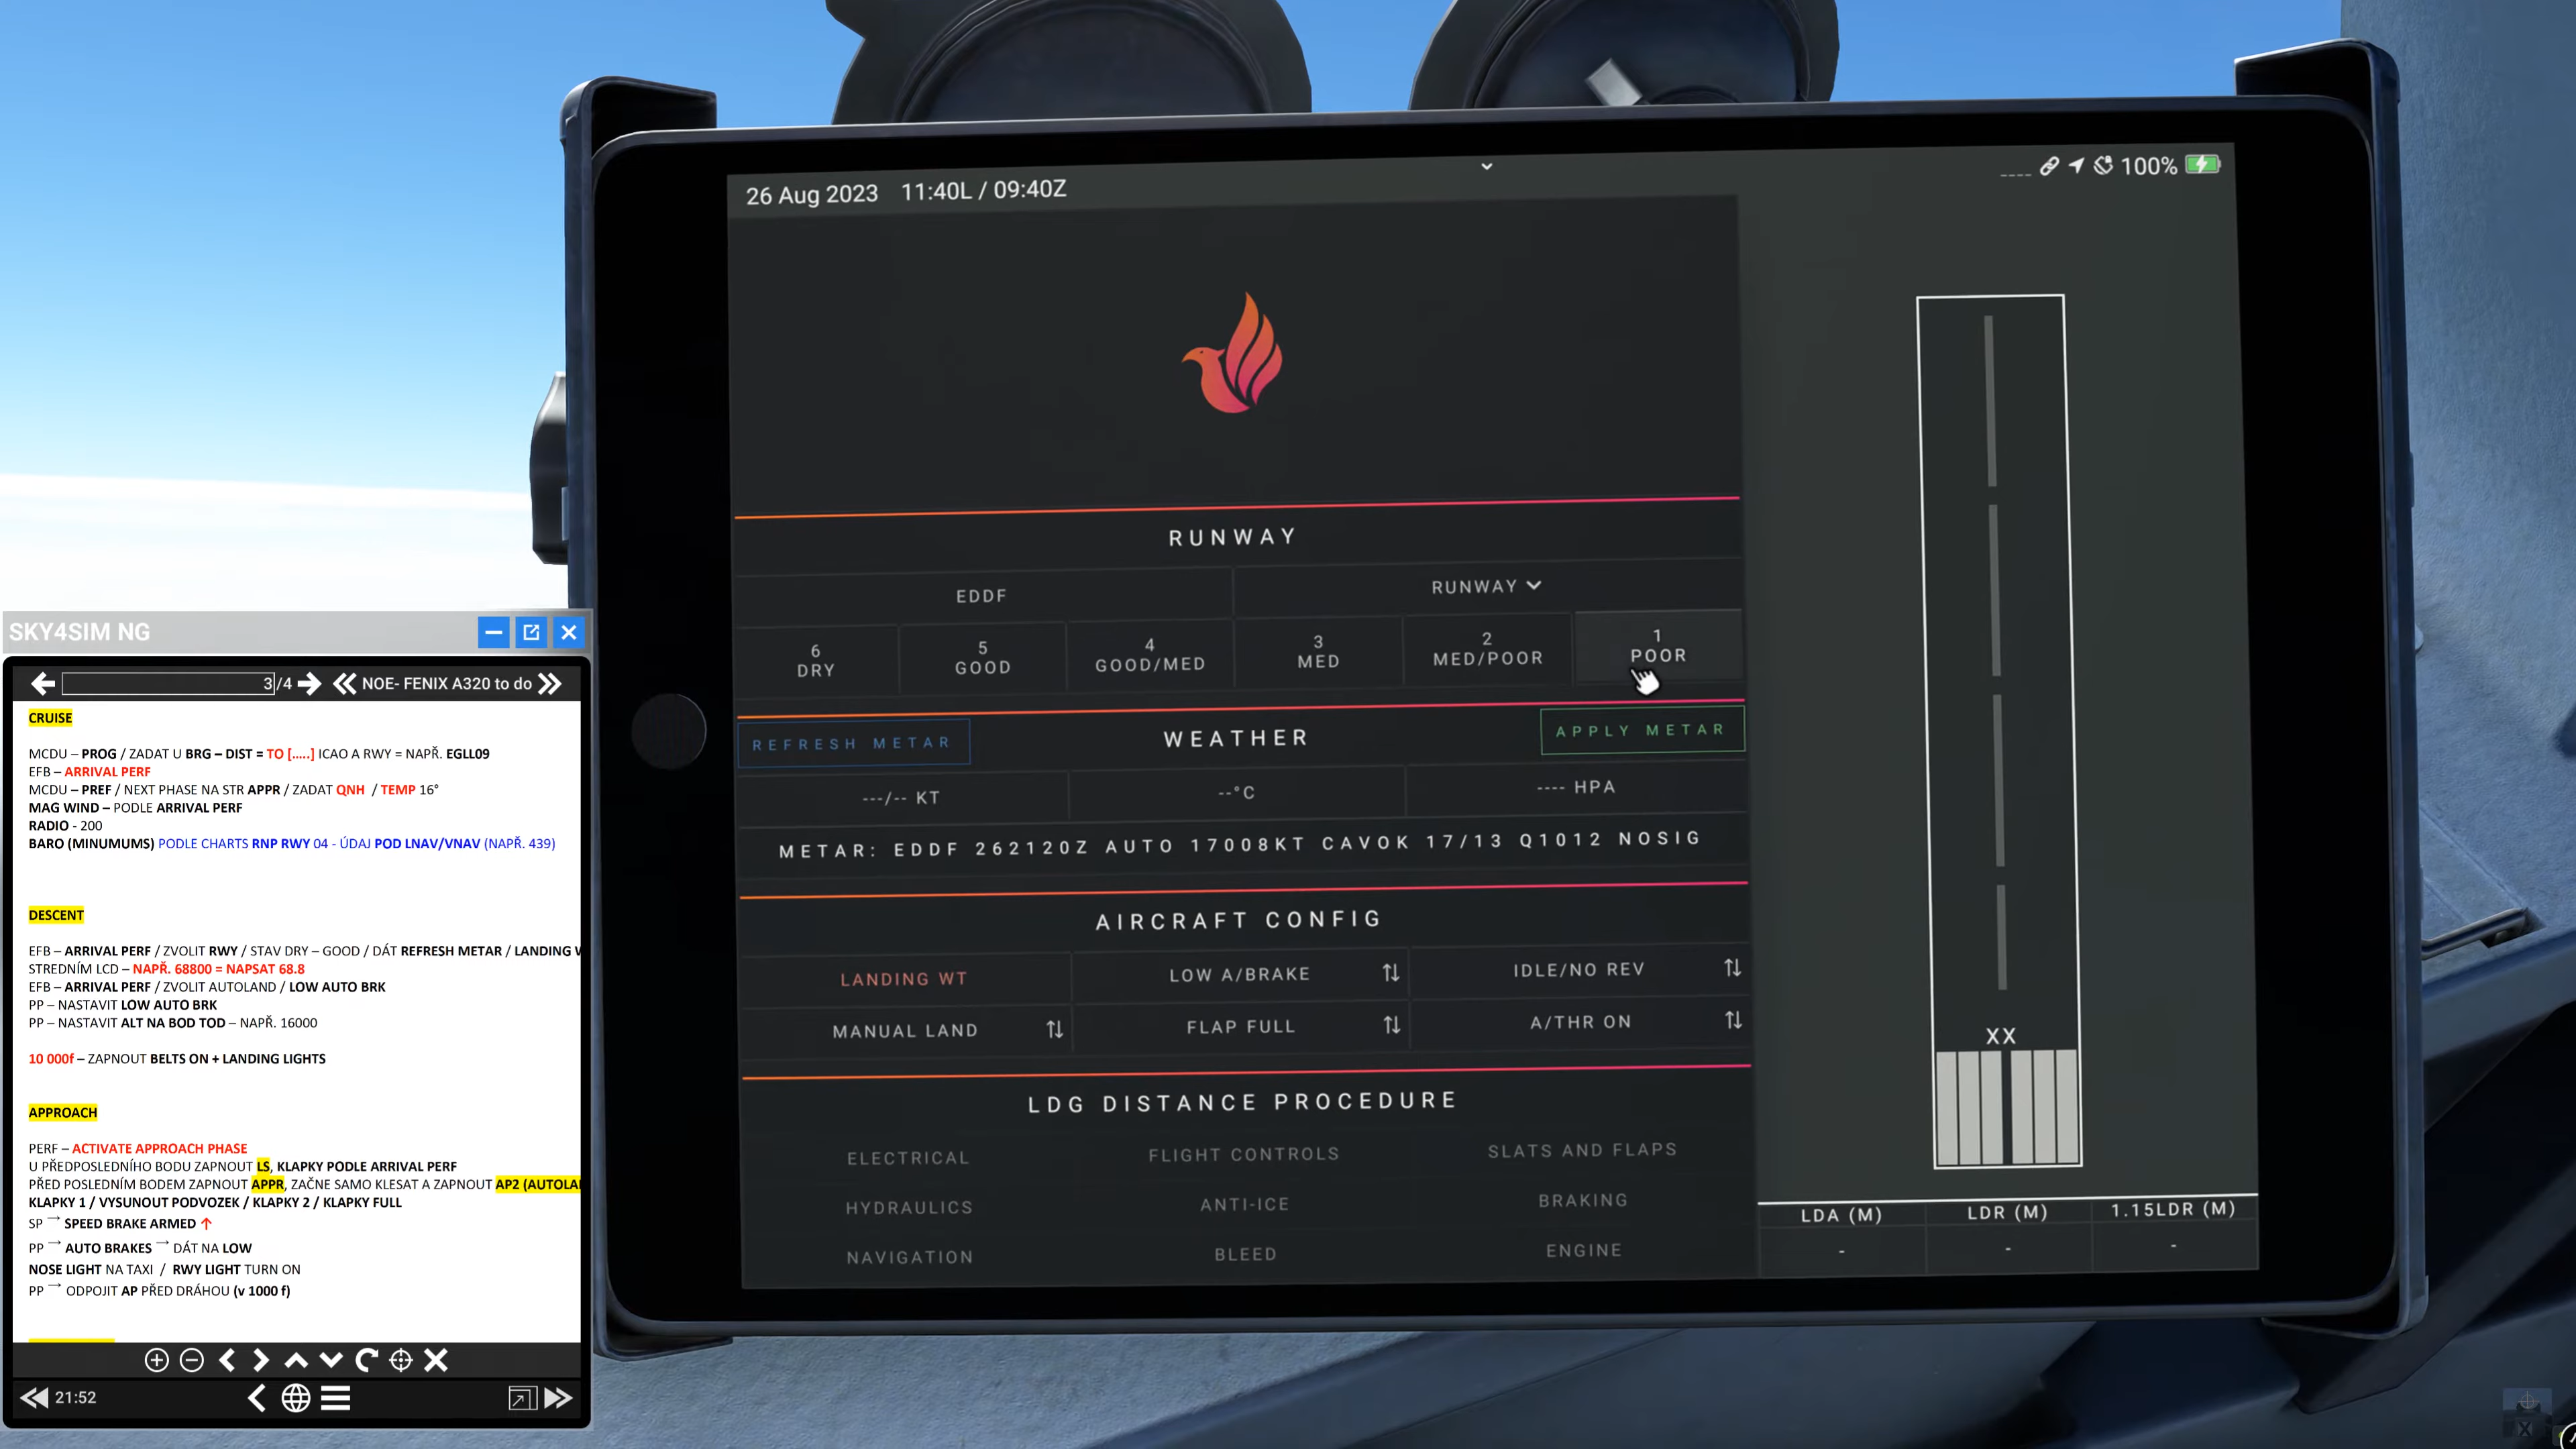 26 Aug 2023 11:40L / 09:40Z
---- 100%
RUNWAY
EDDF RUNWAY
6 DRY
5 GOOD
4 GOOD/MED
3 MED
2 MED/POOR
1 POOR
REFRESH METAR WEATHER APPLY METAR
---/-- KT --°C ---- HPA
METAR: EDDF 262120Z AUTO 17008KT CAVOK 17/13 Q1012 NOSIG
AIRCRAFT CONFIG
LANDING WT LOW A/BRAKE IDLE/NO REV
MANUAL LAND FLAP FULL A/THR ON
LDG DISTANCE PROCEDURE
ELECTRICAL FLIGHT CONTROLS SLATS AND FLAPS
HYDRAULICS ANTI-ICE BRAKING
NAVIGATION BLEED ENGINE
XX
LDA (M) LDR (M) 1.15LDR (M)
- - -
SKY4SIM NG
3/4 NOE- FENIX A320 to do
CRUISE
MCDU – PROG / ZADAT U BRG – DIST = TO [.....] ICAO A RWY = NAPŘ. EGLL09
EFB – ARRIVAL PERF
MCDU – PREF / NEXT PHASE NA STR APPR / ZADAT QNH / TEMP 16°
MAG WIND – PODLE ARRIVAL PERF
RADIO - 200
BARO (MINUMUMS) PODLE CHARTS RNP RWY 04 - ÚDAJ POD LNAV/VNAV (NAPŘ. 439)
DESCENT
EFB – ARRIVAL PERF / ZVOLIT RWY / STAV DRY – GOOD / DÁT REFRESH METAR / LANDING
STREDNÍM LCD – NAPŘ. 68800 = NAPSAT 68.8
EFB – ARRIVAL PERF / ZVOLIT AUTOLAND / LOW AUTO BRK
PP – NASTAVIT LOW AUTO BRK
PP – NASTAVIT ALT NA BOD TOD – NAPŘ. 16000
10 000f – ZAPNOUT BELTS ON + LANDING LIGHTS
APPROACH
PERF – ACTIVATE APPROACH PHASE
U PŘEDPOSLEDNÍHO BODU ZAPNOUT LS, KLAPKY PODLE ARRIVAL PERF
PŘED POSLEDNÍM BODEM ZAPNOUT APPR, ZAČNE SAMO KLESAT A ZAPNOUT AP2 (AUTOLA
KLAPKY 1 / VYSUNOUT PODVOZEK / KLAPKY 2 / KLAPKY FULL
SP → SPEED BRAKE ARMED ↑
PP → AUTO BRAKES → DÁT NA LOW
NOSE LIGHT NA TAXI / RWY LIGHT TURN ON
PP → ODPOJIT AP PŘED DRÁHOU (v 1000 f)
21:52